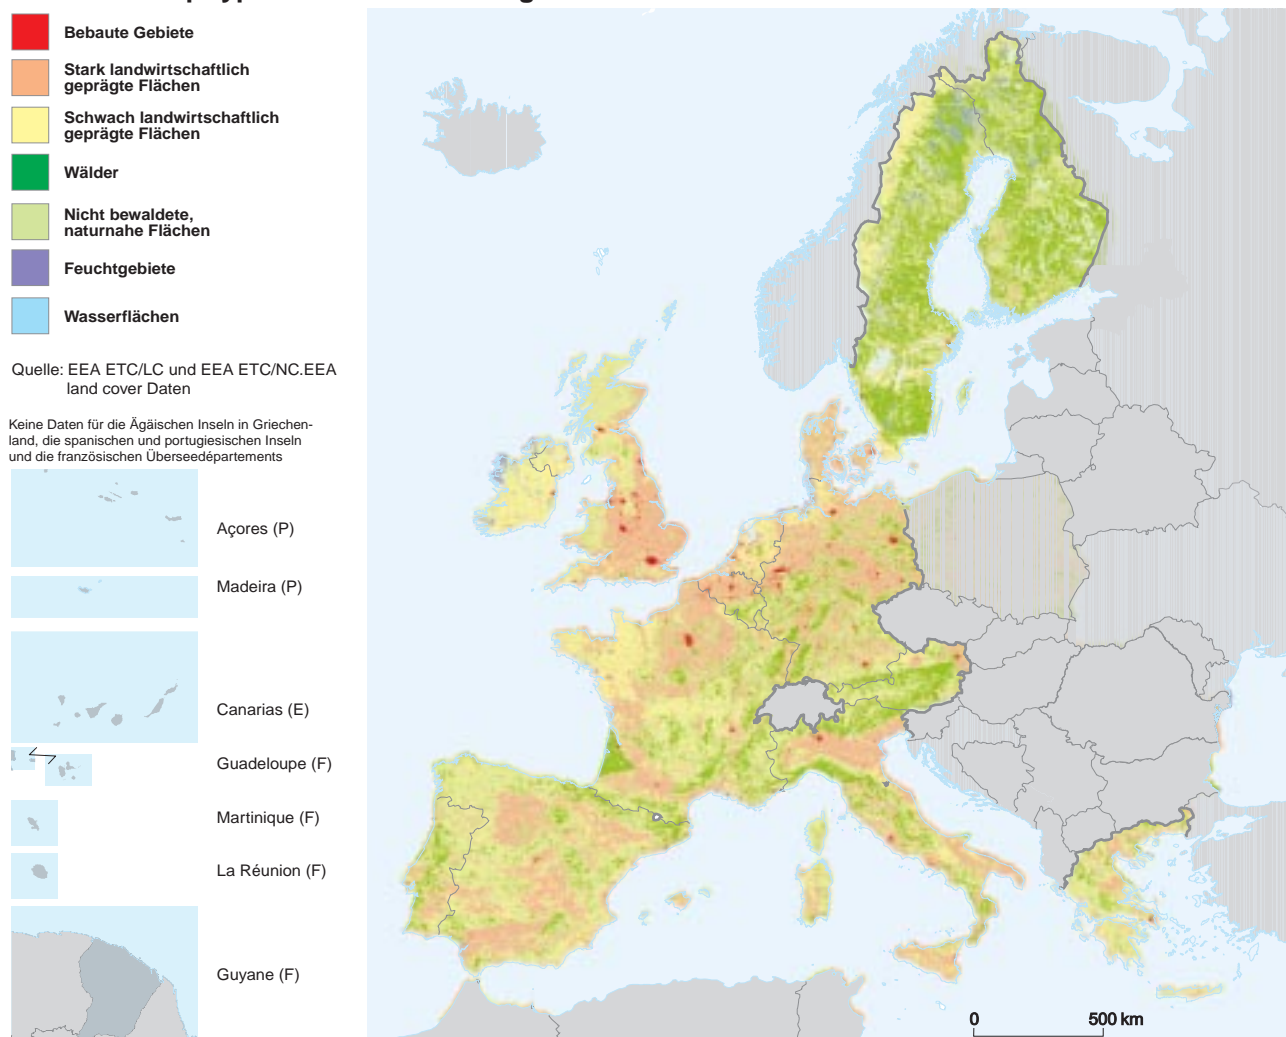 Bebaute Gebiete
Stark landwirtschaftlich
geprägte Flächen
Schwach landwirtschaftlich
geprägte Flächen
Wälder
Nicht bewaldete,
naturnahe Flächen
Feuchtgebiete
Wasserflächen
Quelle: EEA ETC/LC und EEA ETC/NC.EEA
land cover Daten
Keine Daten für die Ägäischen Inseln in Griechen-
land, die spanischen und portugiesischen Inseln
und die französischen Überseedépartements
Açores (P)
Madeira (P)
Canarias (E)
Guadeloupe (F)
Martinique (F)
La Réunion (F)
Guyane (F)
0 500 km